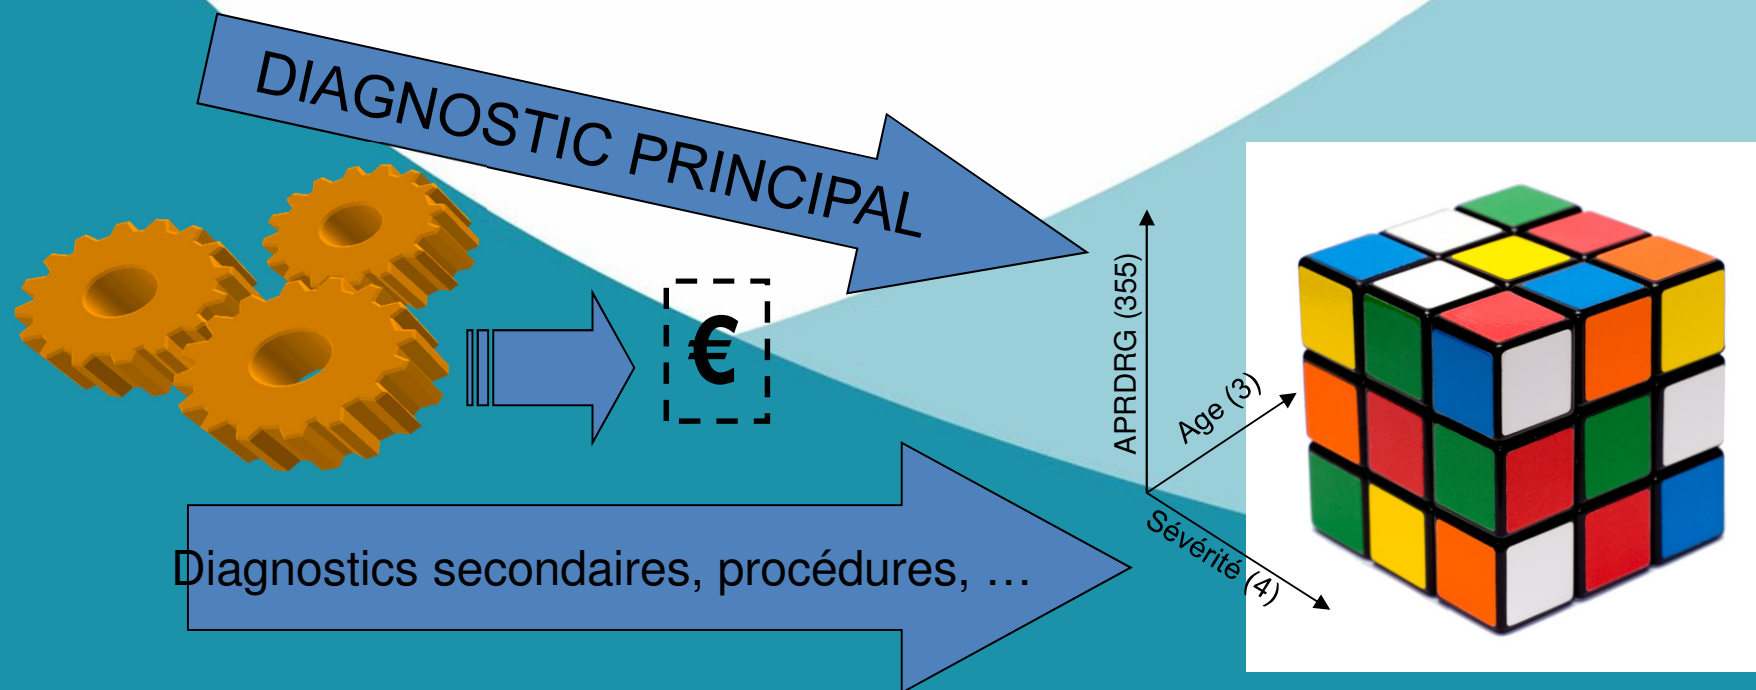 DIAGNOSTIC PRINCIPAL
€
APRDRG (355)
Age (3)
Sévérité (4)
Diagnostics secondaires, procédures, …